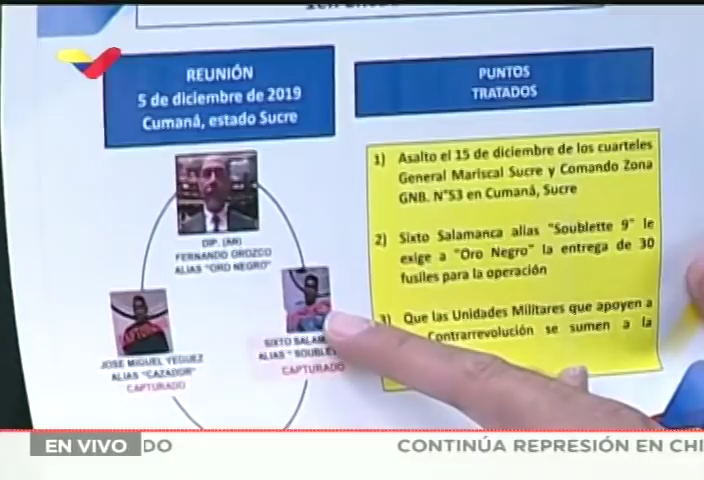 REUNIÓN
5 de diciembre de 2019
Cumaná, estado Sucre
PUNTOS
TRATADOS
DIP. (AN)
FERNANDO OROZCO
ALIAS "ORO NEGRO"
JOSE MIGUEL YEGUEZ
ALIAS "CAZADOR"
CAPTURADO
SIXTO SALAM
ALIAS "SOUBLE
CAPTURADO
1) Asalto el 15 de diciembre de los cuarteles
General Mariscal Sucre y Comando Zona
GNB. N°53 en Cumaná, Sucre
2) Sixto Salamanca alias "Soublette 9" le
exige a "Oro Negro" la entrega de 30
fusiles para la operación
3) Que las Unidades Militares que apoyen a
Contrarrevolución se sumen a la
EN VIVO DO CONTINÚA REPRESIÓN EN CHI